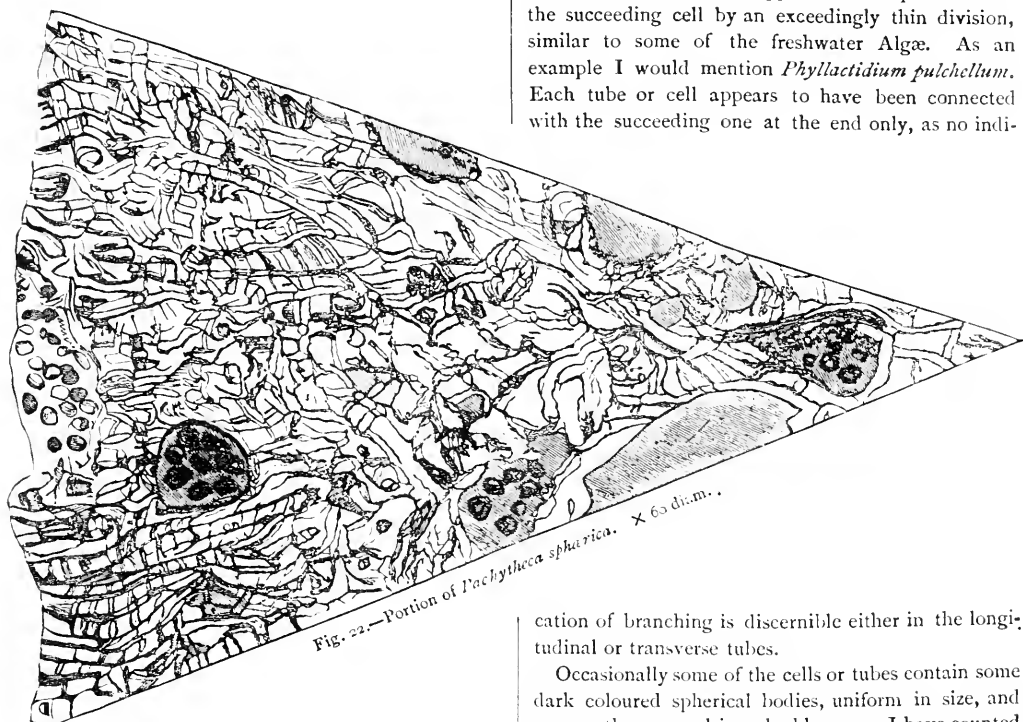 the succeeding cell by an exceedingly thin division,
similar to some of the freshwater Algæ. As an
example I would mention Phyllactidium pulchellum.
Each tube or cell appears to have been connected
with the succeeding one at the end only, as no indi-
Fig. 22.—Portion of Pachytheca sphærica. × 60 diam.
cation of branching is discernible either in the longi-
tudinal or transverse tubes.
Occasionally some of the cells or tubes contain some
dark coloured spherical bodies, uniform in size, and
I have counted